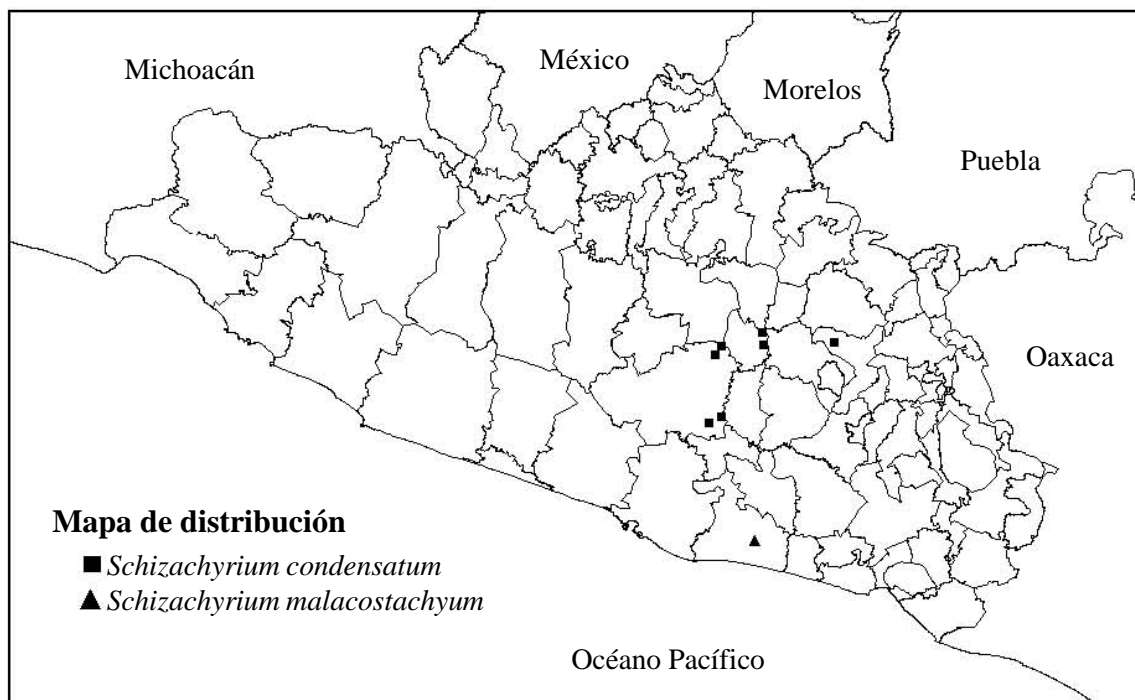 Michoacán
México
Morelos
Puebla
Oaxaca
Mapa de distribución
Schizachyrium condensatum
Schizachyrium malacostachyum
Océano Pacífico